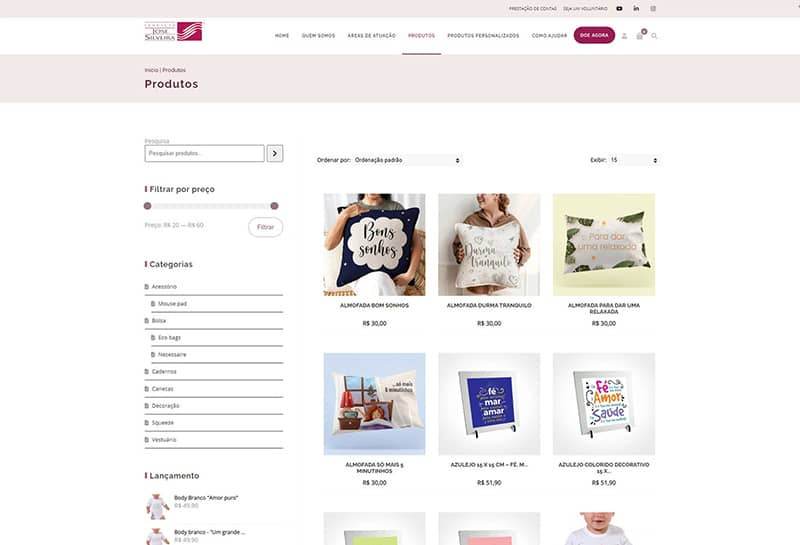 PRESTAÇÃO DE CONTAS SEJA UM VOLUNTÁRIO
FUNDAÇÃO
JOSÉ
SILVEIRA
HOME QUEM SOMOS ÁREAS DE ATUAÇÃO PRODUTOS PRODUTOS PERSONALIZADOS COMO AJUDAR DOE AGORA 0
Início | Produtos
Produtos
Pesquisa
Pesquisar produtos...
Ordenar por: Ordenação padrão
Exibir: 15
Filtrar por preço
Preço: R$ 20 — R$ 60
Filtrar
Categorias
Acessório
Mouse pad
Bolsa
Eco bags
Necessaire
Cadernos
Canetas
Decoração
Squeeze
Vestuário
Lançamento
Body Branco "Amor puro"
R$ 49,90
Body branco - "Um grande ...
R$ 49,90
Bons
sonhos
Durma
tranquilo
Para dar
uma relaxada
ALMOFADA BOM SONHOS
R$ 30,00
ALMOFADA DURMA TRANQUILO
R$ 30,00
ALMOFADA PARA DAR UMA
RELAXADA
R$ 30,00
...só mais
5 minutinhos
fé
mar
amar
Fé
Amor
Saúde
ALMOFADA SÓ MAIS 5
MINUTINHOS
R$ 30,00
AZULEJO 15 X 15 CM – FÉ, M...
R$ 51,90
AZULEJO COLORIDO DECORATIVO
15 X...
R$ 51,90